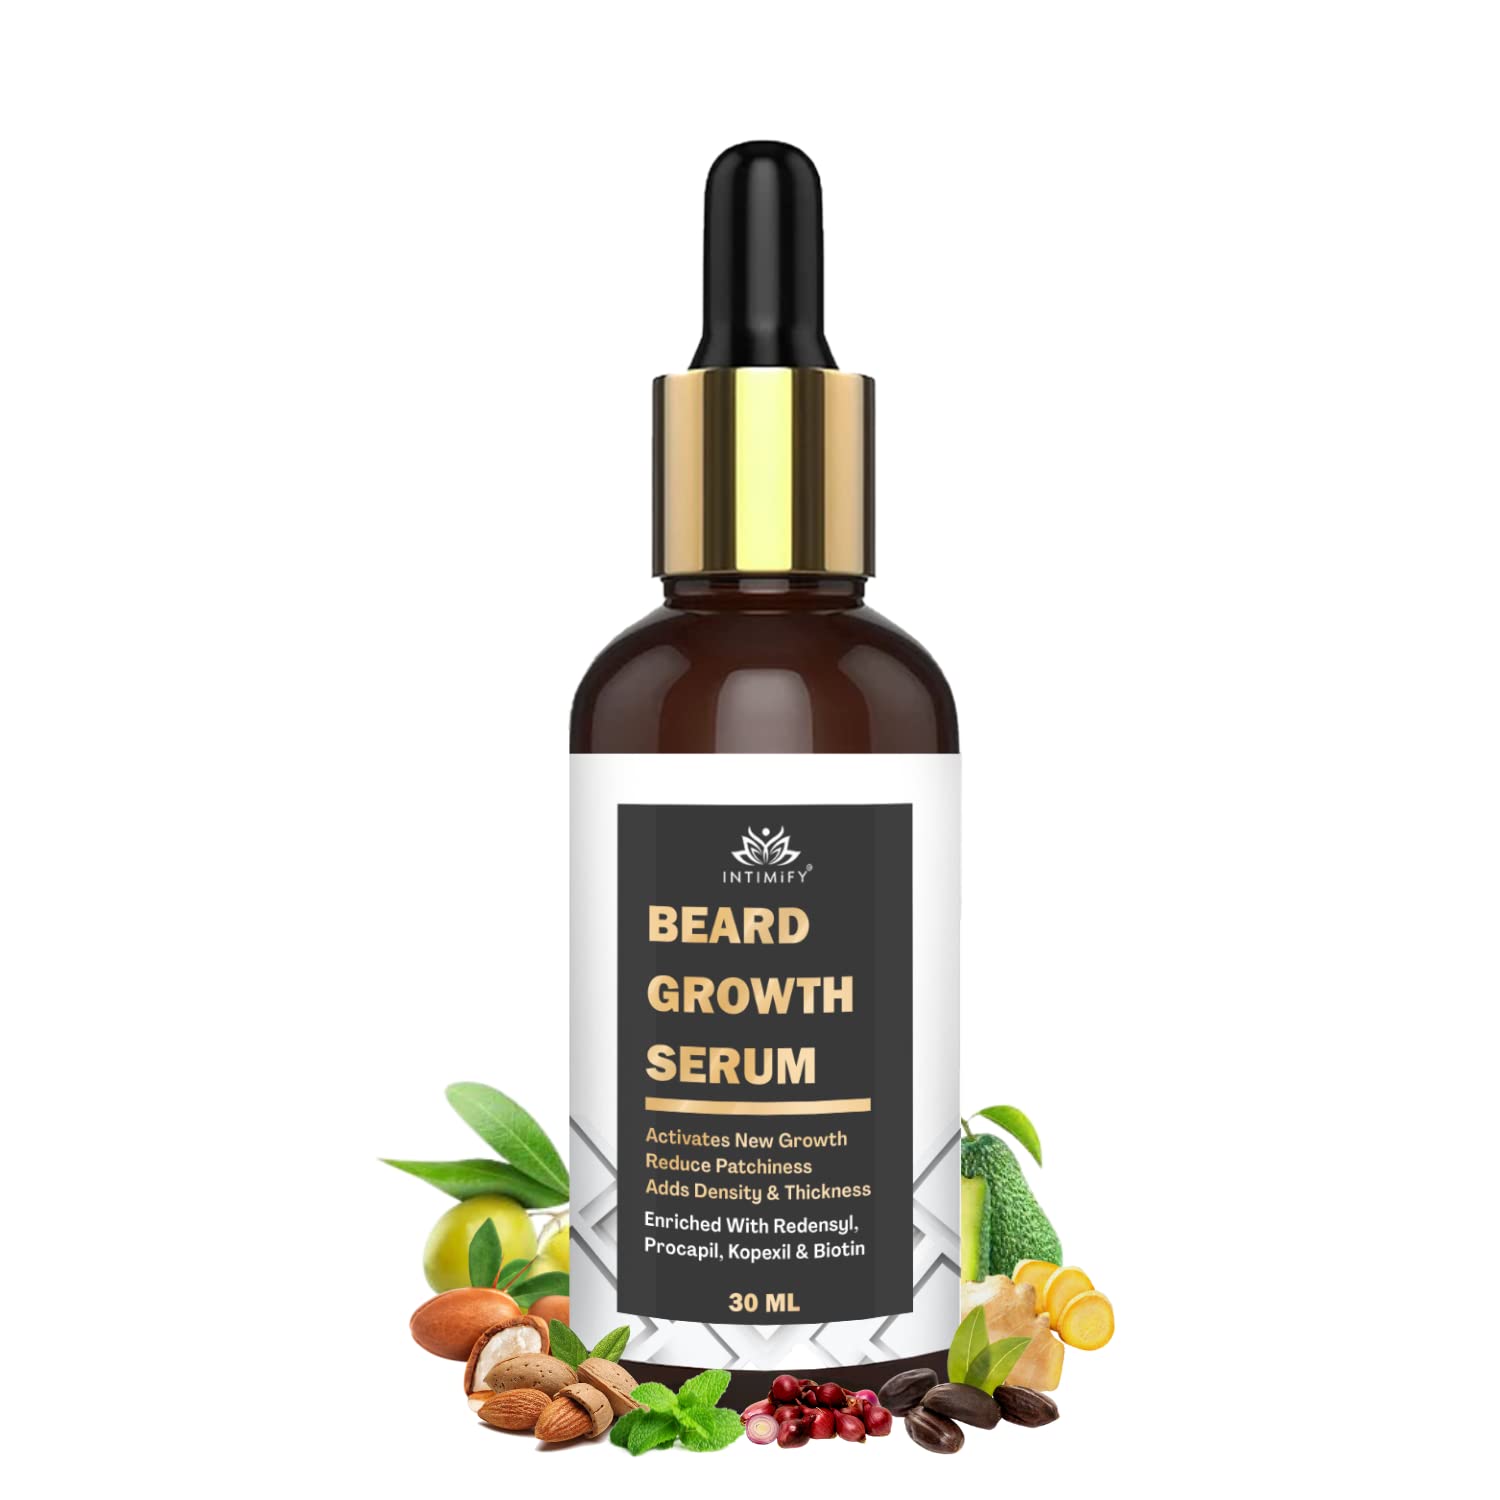 INTIMiFY
BEARD
GROWTH
SERUM
Activates New Growth
Reduce Patchiness
Adds Density & Thickness
Enriched With Redensyl,
Procapil, Kopexil & Biotin
30 ML